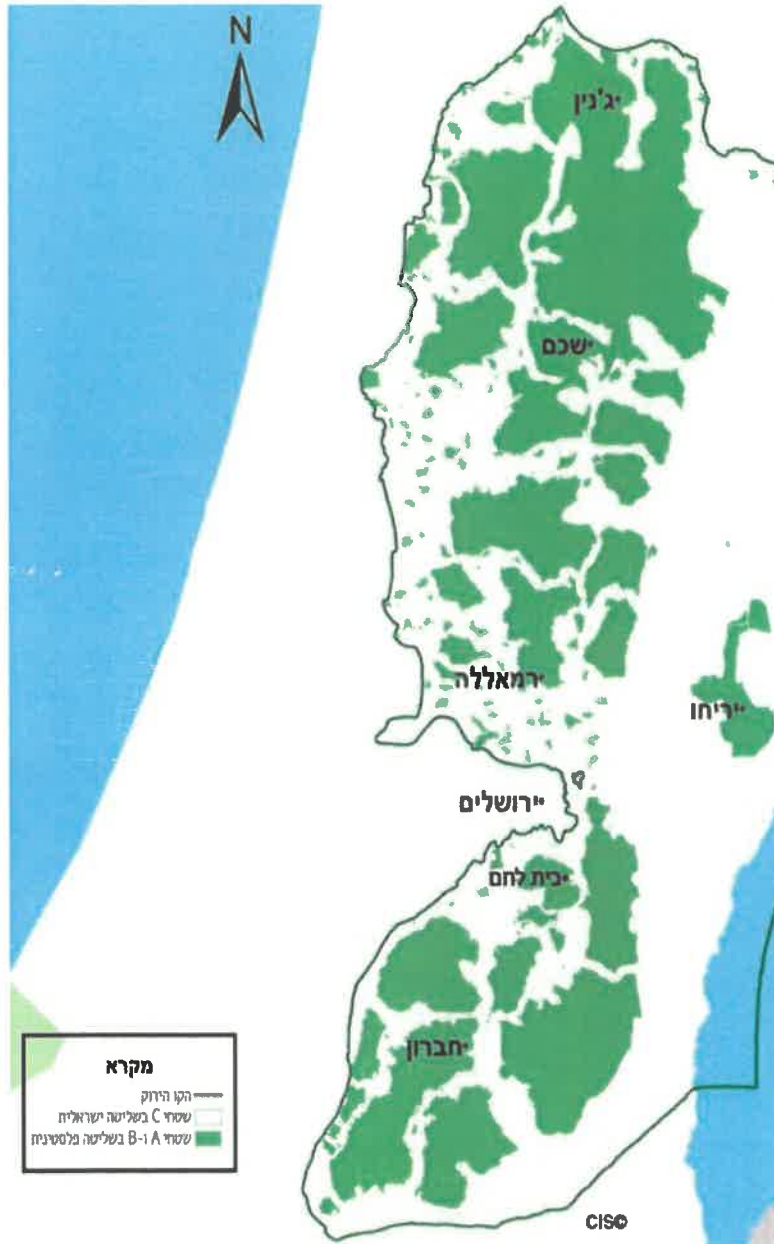 N
ג'נין
שכם
רמאללה
יריחו
ירושלים
בית לחם
חברון
מקרא
הקו הירוק
שטחי C בשליטה ישראלית
שטחי A ו-B בשליטה פלסטינית
CIS©